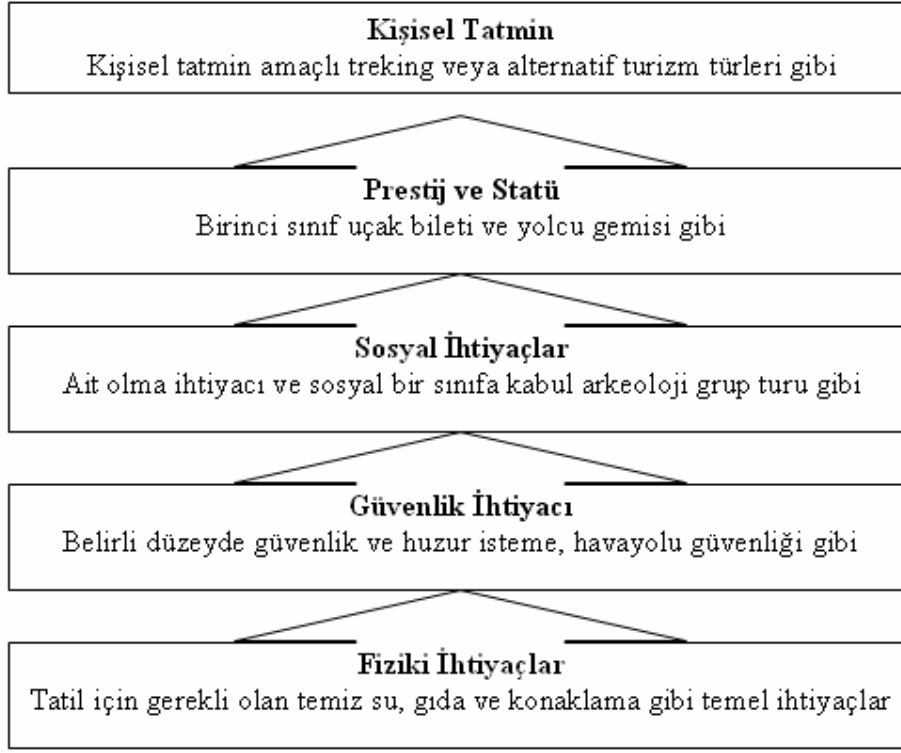 Kişisel Tatmin
Kişisel tatmin amaçlı treking veya alternatif turizm türleri gibi
Prestij ve Statü
Birinci sınıf uçak bileti ve yolcu gemisi gibi
Sosyal İhtiyaçlar
Ait olma ihtiyacı ve sosyal bir sınıfa kabul arkeoloji grup turu gibi
Güvenlik İhtiyacı
Belirli düzeyde güvenlik ve huzur isteme, havayolu güvenliği gibi
Fiziki İhtiyaçlar
Tatil için gerekli olan temiz su, gıda ve konaklama gibi temel ihtiyaçlar